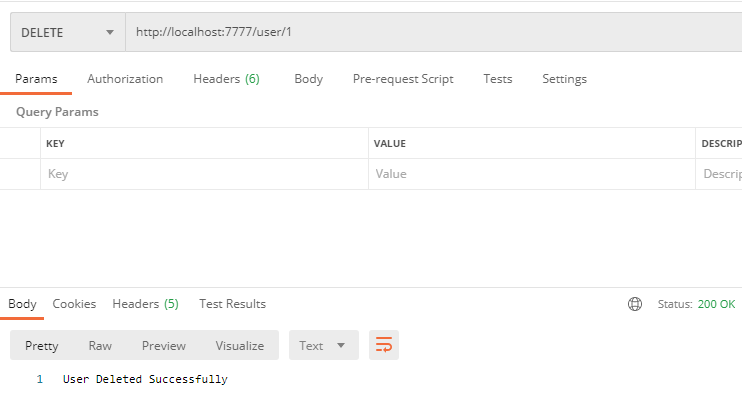 DELETE http://localhost:7777/user/1
Params Authorization Headers (6) Body Pre-request Script Tests Settings
Query Params
KEY VALUE DESCRIP
Key Value Descrip
Body Cookies Headers (5) Test Results Status: 200 OK
Pretty Raw Preview Visualize Text
1 User Deleted Successfully